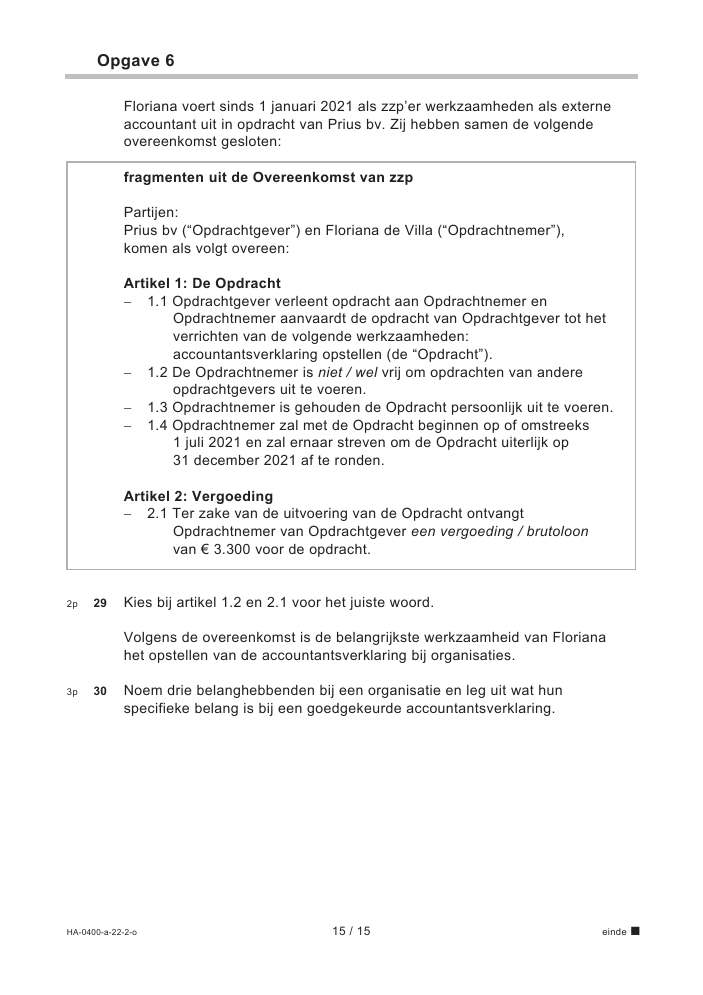 Opgave 6
Floriana voert sinds 1 januari 2021 als zzp’er werkzaamheden als externe
accountant uit in opdracht van Prius bv. Zij hebben samen de volgende
overeenkomst gesloten:
fragmenten uit de Overeenkomst van zzp
Partijen:
Prius bv (“Opdrachtgever”) en Floriana de Villa (“Opdrachtnemer”),
komen als volgt overeen:
Artikel 1: De Opdracht
– 1.1 Opdrachtgever verleent opdracht aan Opdrachtnemer en
Opdrachtnemer aanvaardt de opdracht van Opdrachtgever tot het
verrichten van de volgende werkzaamheden:
accountantsverklaring opstellen (de “Opdracht”).
– 1.2 De Opdrachtnemer is niet / wel vrij om opdrachten van andere
opdrachtgevers uit te voeren.
– 1.3 Opdrachtnemer is gehouden de Opdracht persoonlijk uit te voeren.
– 1.4 Opdrachtnemer zal met de Opdracht beginnen op of omstreeks
1 juli 2021 en zal ernaar streven om de Opdracht uiterlijk op
31 december 2021 af te ronden.
Artikel 2: Vergoeding
– 2.1 Ter zake van de uitvoering van de Opdracht ontvangt
Opdrachtnemer van Opdrachtgever een vergoeding / brutoloon
van € 3.300 voor de opdracht.
2p 29 Kies bij artikel 1.2 en 2.1 voor het juiste woord.
Volgens de overeenkomst is de belangrijkste werkzaamheid van Floriana
het opstellen van de accountantsverklaring bij organisaties.
3p 30 Noem drie belanghebbenden bij een organisatie en leg uit wat hun
specifieke belang is bij een goedgekeurde accountantsverklaring.
HA-0400-a-22-2-o 15 / 15 einde ■